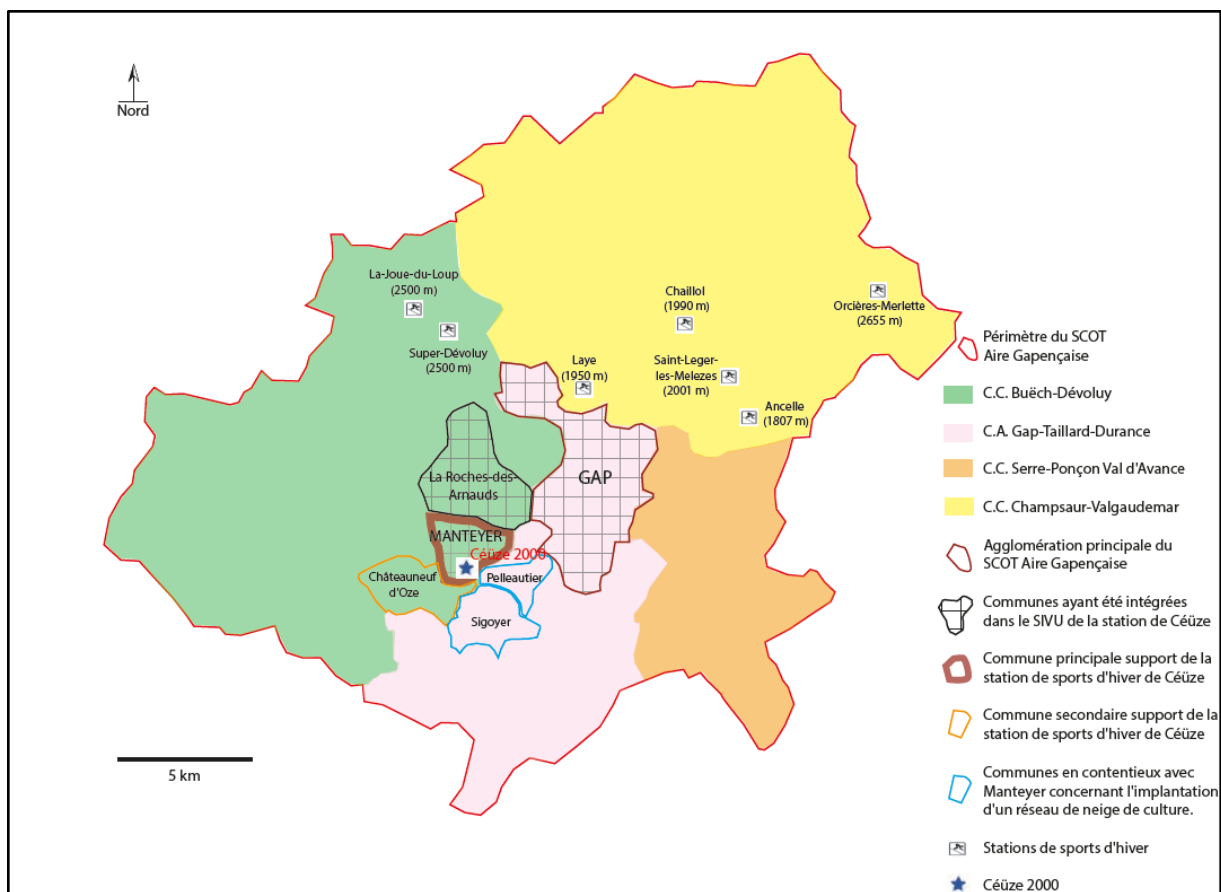 Nord
La-Joue-du-Loup
(2500 m)
Super-Dévoluy
(2500 m)
Chaillol
(1990 m)
Orcières-Merlette
(2655 m)
Laye
(1950 m)
Saint-Leger-
les-Melezes
(2001 m)
Ancelle
(1807 m)
La Roches-des-
Arnauds
GAP
MANTEYER
Céüze 2000
Châteauneuf
d'Oze
Pelleautier
Sigoyer
5 km
Périmètre du SCOT
Aire Gapençaise
C.C. Buëch-Dévoluy
C.A. Gap-Taillard-Durance
C.C. Serre-Ponçon Val d'Avance
C.C. Champsaur-Valgaudemar
Agglomération principale du
SCOT Aire Gapençaise
Communes ayant été intégrées
dans le SIVU de la station de Céüze
Commune principale support de la
station de sports d'hiver de Céüze
Commune secondaire support de la
station de sports d'hiver de Céüze
Communes en contentieux avec
Manteyer concernant l'implantation
d'un réseau de neige de culture.
Stations de sports d'hiver
Céüze 2000